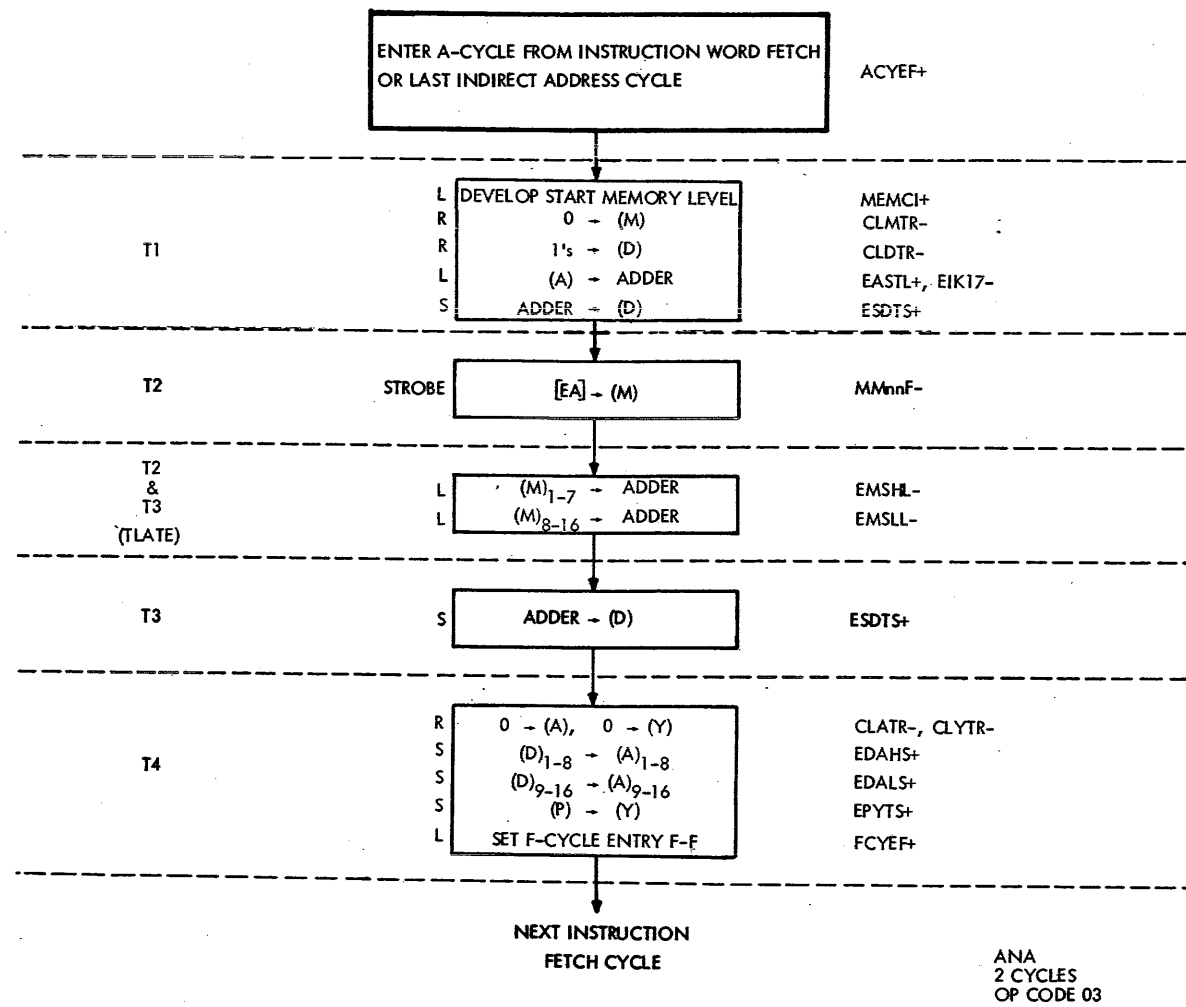 ENTER A-CYCLE FROM INSTRUCTION WORD FETCH
OR LAST INDIRECT ADDRESS CYCLE
ACYEF+
T1
L DEVELOP START MEMORY LEVEL MEMCI+
R 0 → (M) CLMTR-
R 1's → (D) CLDTR-
L (A) → ADDER EASTL+, EIK17-
S ADDER → (D) ESDTS+
T2 STROBE [EA] → (M) MMnnF-
T2
&
T3
(TLATE)
L (M)1-7 → ADDER EMSHL-
L (M)8-16 → ADDER EMSLL-
T3 S ADDER → (D) ESDTS+
T4
R 0 → (A), 0 → (Y) CLATR-, CLYTR-
S (D)1-8 → (A)1-8 EDAHS+
S (D)9-16 → (A)9-16 EDALS+
S (P) → (Y) EPYTS+
L SET F-CYCLE ENTRY F-F FCYEF+
NEXT INSTRUCTION
FETCH CYCLE
ANA
2 CYCLES
OP CODE 03